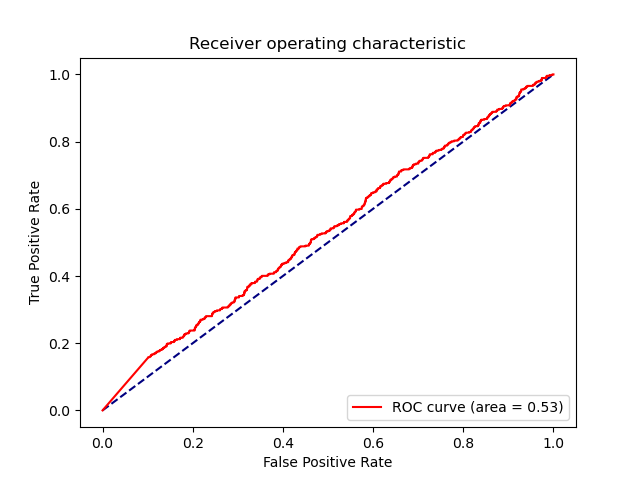 Receiver operating characteristic
True Positive Rate
1.0
0.8
0.6
0.4
0.2
0.0
ROC curve (area = 0.53)
0.0 0.2 0.4 0.6 0.8 1.0
False Positive Rate